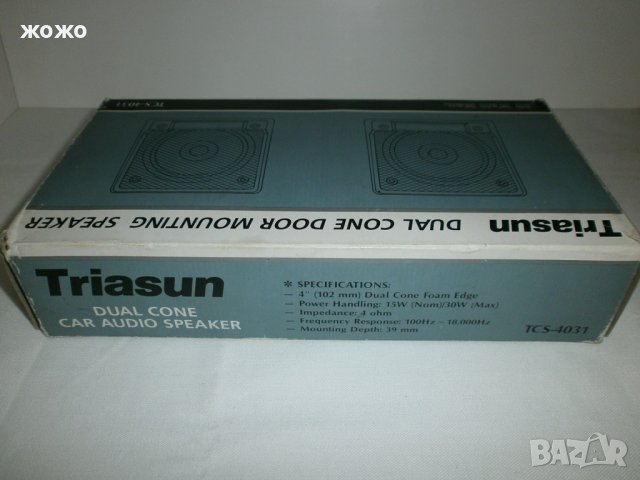 жожо
TCS-4031
Triasun DUAL CONE DOOR MOUNTING SPEAKER
Triasun
DUAL CONE
CAR AUDIO SPEAKER
* SPECIFICATIONS:
— 4" (102 mm) Dual Cone Foam Edge
— Power Handling: 15W (Nom)/30W (Max)
— Impedance: 4 ohm
— Frequency Response: 100Hz ~ 18,000Hz
— Mounting Depth: 39 mm
TCS-4031
BAZAR